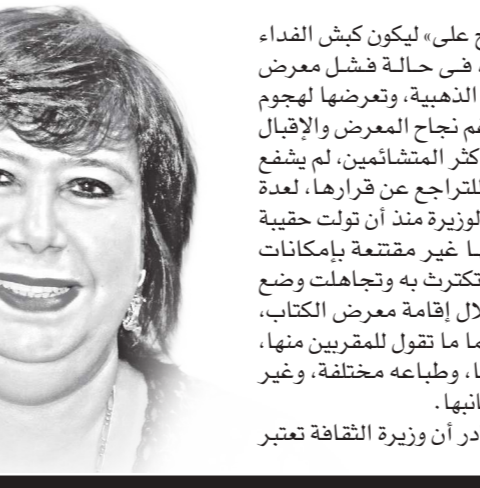 ج على» ليكون كبش الفداء
، فى حالة فشل معرض
الذهبية، وتعرضها لهجوم
غم نجاح المعرض والإقبال
كثر المتشائمين، لم يشفع
للتراجع عن قرارها، لعدة
لوزيرة منذ أن تولت حقيبة
ـا غير مقتنعة بإمكانات
تكترث به وتجاهلت وضع
لال إقامة معرض الكتاب،
ما ما تقول للمقربين منها،
ا، وطباعه مختلفة، وغير
انبها.
در أن وزيرة الثقافة تعتبر